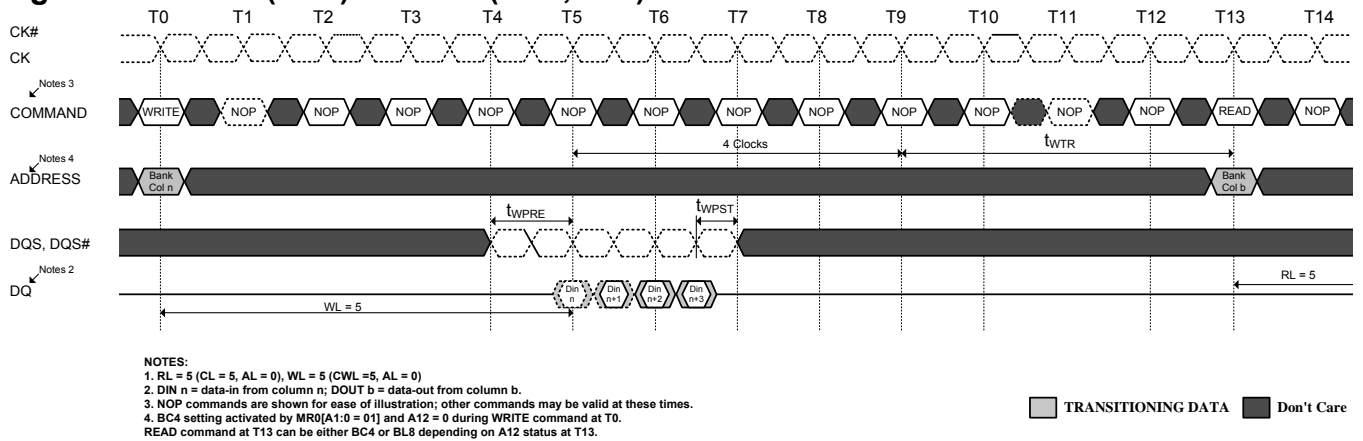 T0 T1 T2 T3 T4 T5 T6 T7 T8 T9 T10 T11 T12 T13 T14
CK#
CK
Notes 3
COMMAND WRITE NOP NOP NOP NOP NOP NOP NOP NOP NOP NOP NOP NOP READ NOP
4 Clocks tWTR
Notes 4
ADDRESS
Bank Col n
Bank Col b
tWPRE tWPST
DQS, DQS#
Notes 2
DQ
Din n
Din n+1
Din n+2
Din n+3
RL = 5
WL = 5
NOTES:
1. RL = 5 (CL = 5, AL = 0), WL = 5 (CWL =5, AL = 0)
2. DIN n = data-in from column n; DOUT b = data-out from column b.
3. NOP commands are shown for ease of illustration; other commands may be valid at these times.
4. BC4 setting activated by MR0[A1:0 = 01] and A12 = 0 during WRITE command at T0.
READ command at T13 can be either BC4 or BL8 depending on A12 status at T13.
TRANSITIONING DATA Don't Care